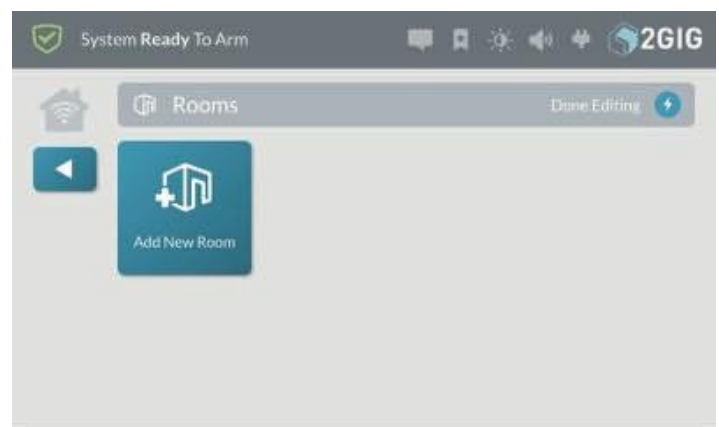 System Ready To Arm
2GIG
Rooms
Done Editing
Add New Room